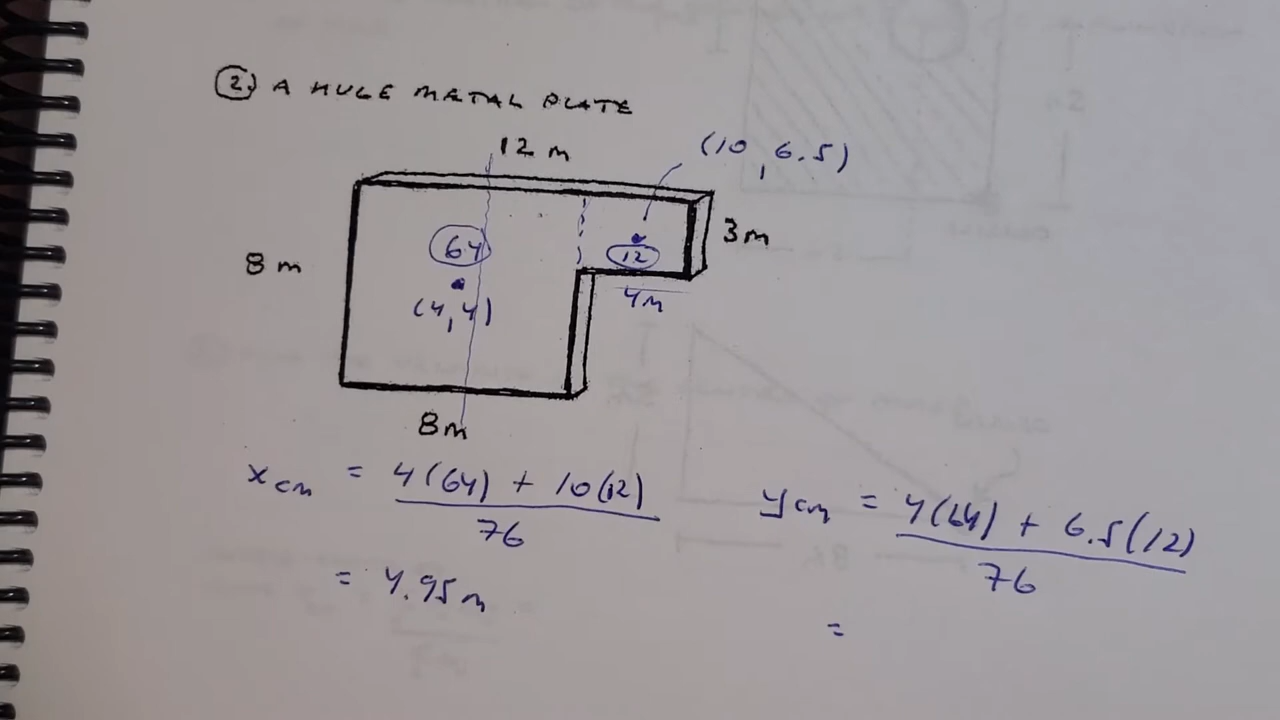 ② A HUGE METAL PLATE
12 m
(10, 6.5)
64
12
3m
8 m
(4,4)
4m
8m
xcm = 4(64) + 10(12)
76
= 4.95m
ycm = 4(64) + 6.5(12)
76
=